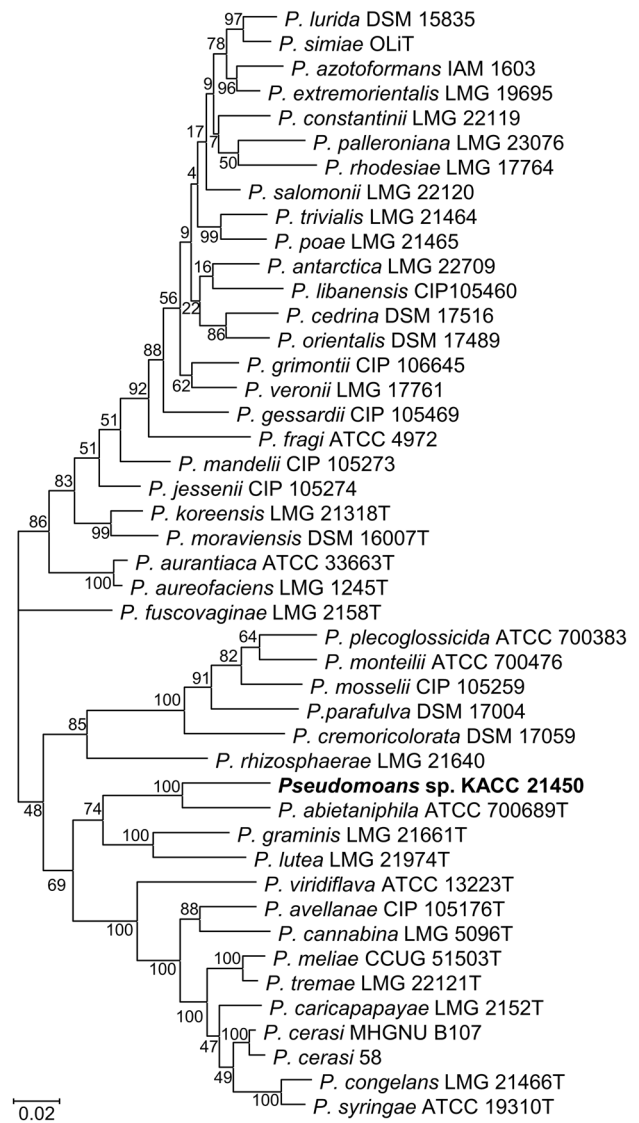 97
P. lurida DSM 15835
P. simiae OLiT
78
P. azotoformans IAM 1603
96
P. extremorientalis LMG 19695
9
P. constantinii LMG 22119
17
7
P. palleroniana LMG 23076
50
P. rhodesiae LMG 17764
4
P. salomonii LMG 22120
P. trivialis LMG 21464
9
99
P. poae LMG 21465
16
P. antarctica LMG 22709
P. libanensis CIP105460
56
22
P. cedrina DSM 17516
86
P. orientalis DSM 17489
88
P. grimontii CIP 106645
62
P. veronii LMG 17761
92
P. gessardii CIP 105469
51
P. fragi ATCC 4972
51
P. mandelii CIP 105273
83
P. jessenii CIP 105274
P. koreensis LMG 21318T
86
99
P. moraviensis DSM 16007T
P. aurantiaca ATCC 33663T
100
P. aureofaciens LMG 1245T
P. fuscovaginae LMG 2158T
64
P. plecoglossicida ATCC 700383
82
P. monteilii ATCC 700476
91
P. mosselii CIP 105259
100
P.parafulva DSM 17004
85
P. cremoricolorata DSM 17059
P. rhizosphaerae LMG 21640
100
Pseudomoans sp. KACC 21450
48
74
P. abietaniphila ATCC 700689T
100
P. graminis LMG 21661T
P. lutea LMG 21974T
69
P. viridiflava ATCC 13223T
88
P. avellanae CIP 105176T
100
P. cannabina LMG 5096T
100
100
P. meliae CCUG 51503T
P. tremae LMG 22121T
100
P. caricapapayae LMG 2152T
100
P. cerasi MHGNU B107
47
P. cerasi 58
49
P. congelans LMG 21466T
100
P. syringae ATCC 19310T
0.02